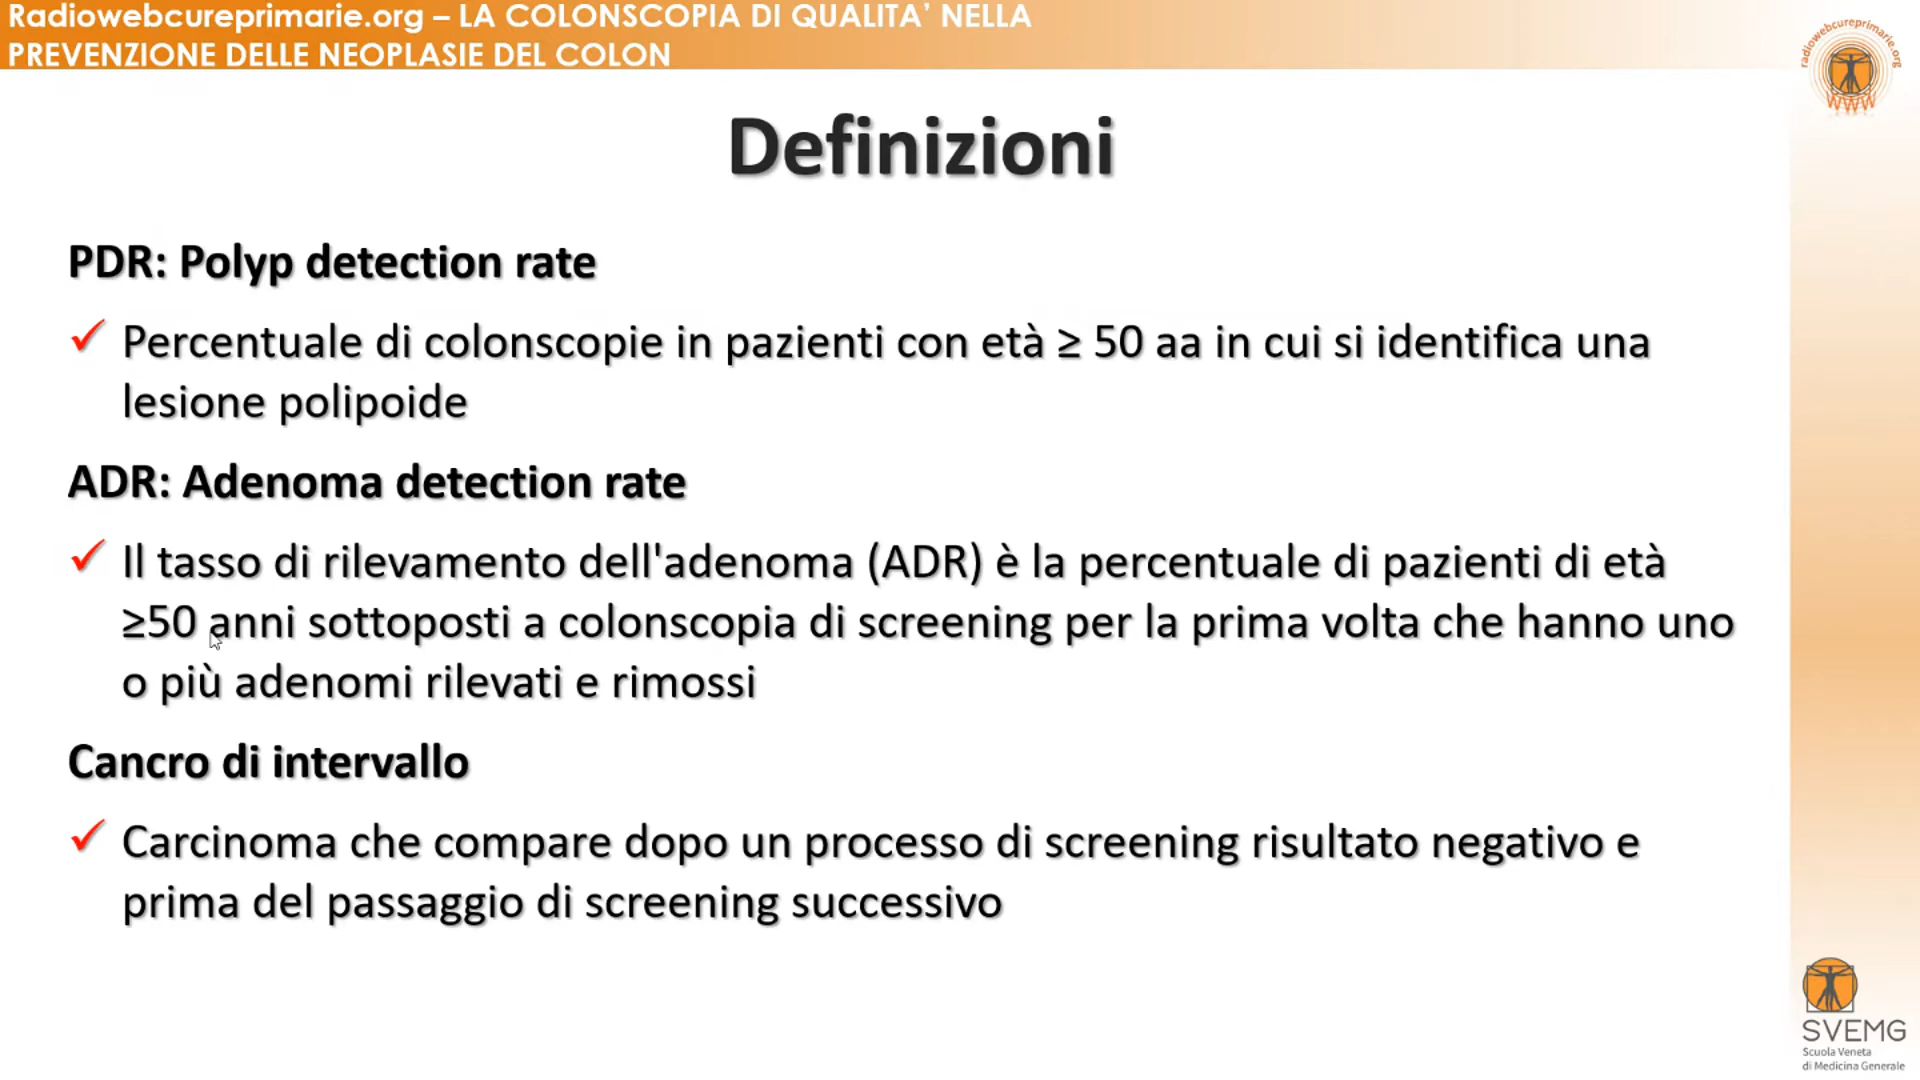 Radiowebcureprimarie.org – LA COLONSCOPIA DI QUALITA’ NELLA
PREVENZIONE DELLE NEOPLASIE DEL COLON
radiowebcureprimarie.org
WWW
Definizioni
PDR: Polyp detection rate
✓ Percentuale di colonscopie in pazienti con età ≥ 50 aa in cui si identifica una
lesione polipoide
ADR: Adenoma detection rate
✓ Il tasso di rilevamento dell'adenoma (ADR) è la percentuale di pazienti di età
≥50 anni sottoposti a colonscopia di screening per la prima volta che hanno uno
o più adenomi rilevati e rimossi
Cancro di intervallo
✓ Carcinoma che compare dopo un processo di screening risultato negativo e
prima del passaggio di screening successivo
SVEMG
Scuola Veneta
di Medicina Generale